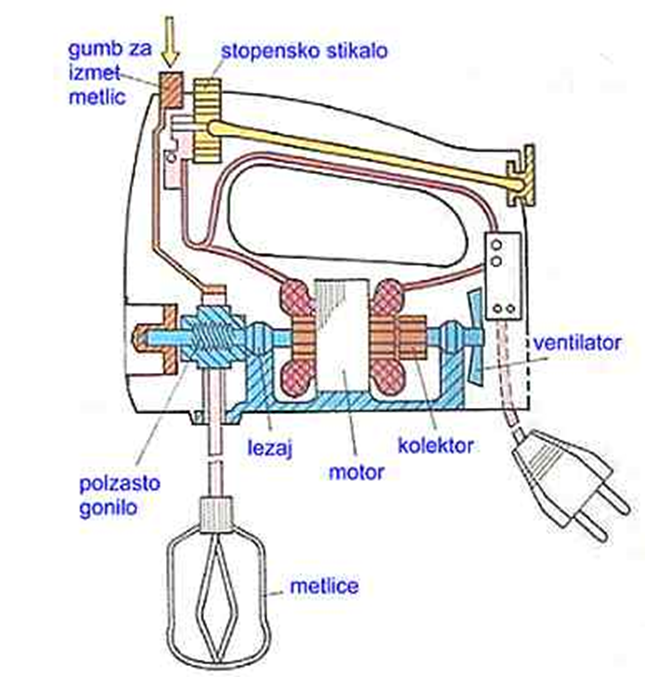 gumb za
izmet
metlic
stopensko stikalo
ventilator
kolektor
lezaj
motor
polzasto
gonilo
metlice